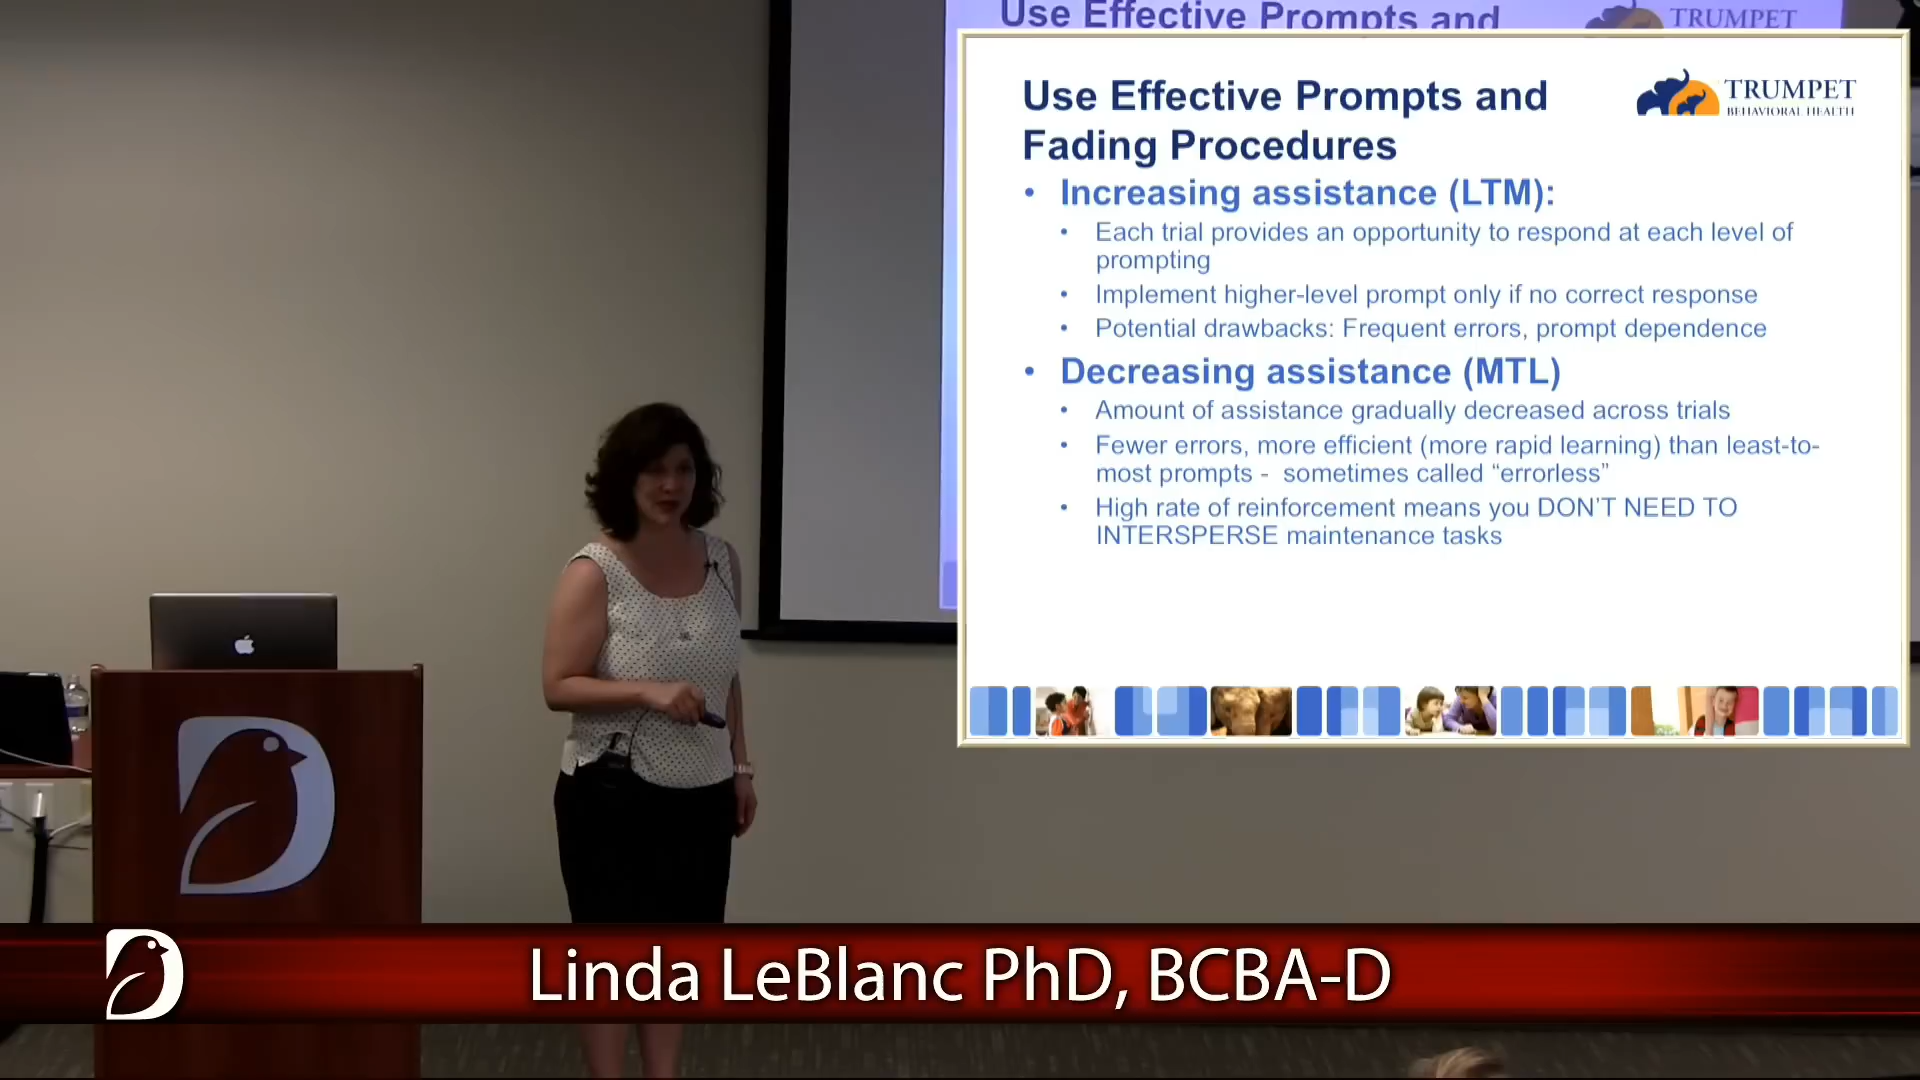 Use Effective Prompts and
TRUMPET
Use Effective Prompts and
Fading Procedures
TRUMPET
BEHAVIORAL HEALTH
• Increasing assistance (LTM):
• Each trial provides an opportunity to respond at each level of
prompting
• Implement higher-level prompt only if no correct response
• Potential drawbacks: Frequent errors, prompt dependence
• Decreasing assistance (MTL)
• Amount of assistance gradually decreased across trials
• Fewer errors, more efficient (more rapid learning) than least-to-
most prompts - sometimes called “errorless”
• High rate of reinforcement means you DON’T NEED TO
INTERSPERSE maintenance tasks
Linda LeBlanc PhD, BCBA-D